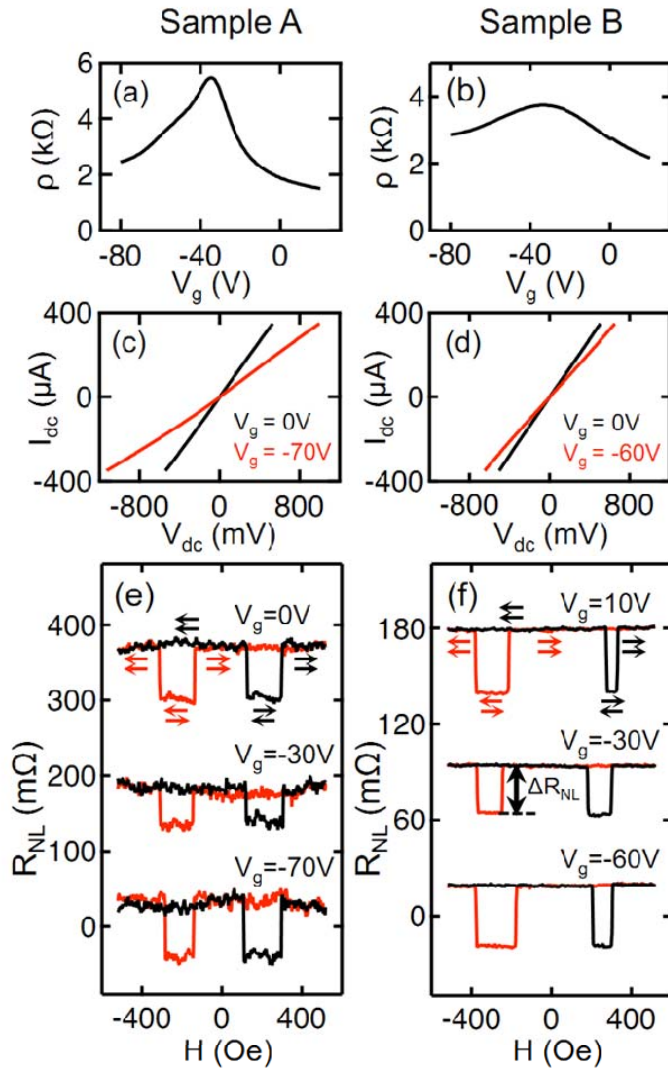 Sample A Sample B
(a) (b)
6 6
4 4
2 2
0 0
ρ (kΩ) ρ (kΩ)
-80 -40 0 -80 -40 0
V_g (V) V_g (V)
400 400
(c) (d)
0 0
I_dc (μA) I_dc (μA)
V_g = 0V V_g = 0V
V_g = -70V V_g = -60V
-400 -400
-800 0 800 -800 0 800
V_dc (mV) V_dc (mV)
(e) (f)
V_g=0V V_g=10V
400 180
300
V_g=-30V 120 V_g=-30V
200
ΔR_NL
R_NL (mΩ) R_NL (mΩ)
100 60
V_g=-70V V_g=-60V
0 0
-400 0 400 -400 0 400
H (Oe) H (Oe)